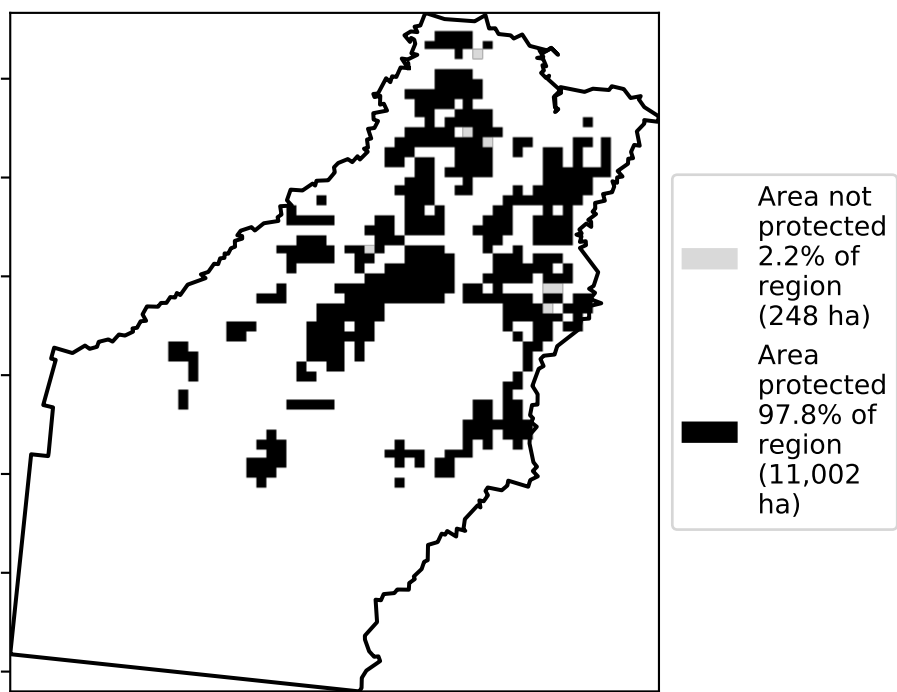 Area not
protected
2.2% of
region
(248 ha)
Area
protected
97.8% of
region
(11,002
ha)